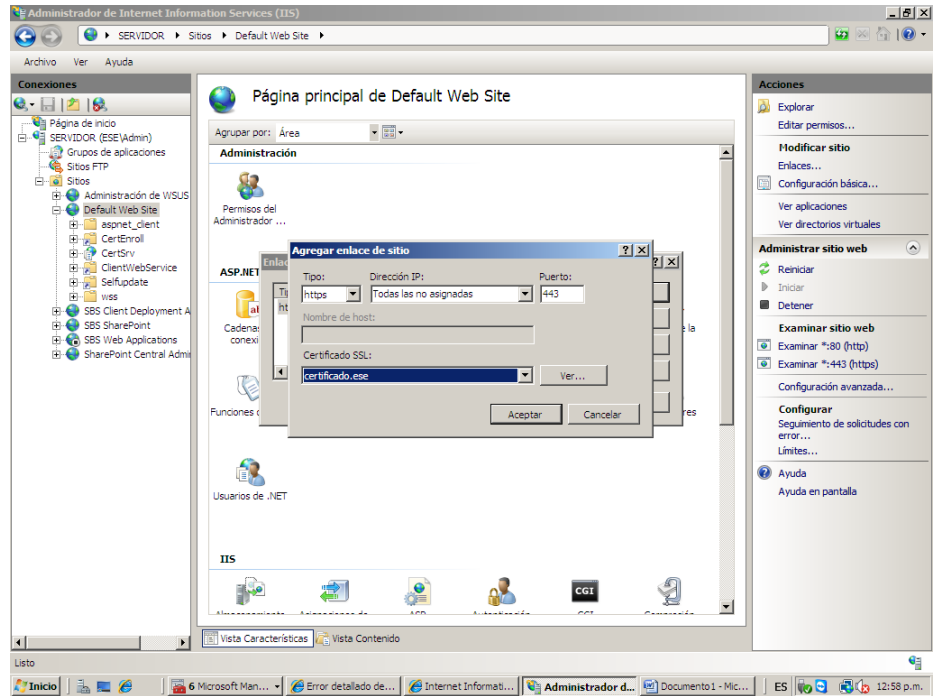 Administrador de Internet Information Services (IIS)
SERVIDOR
Sitios
Default Web Site
Archivo Ver Ayuda
Conexiones
Página de inicio
SERVIDOR (ESE\Admin)
Grupos de aplicaciones
Sitios FTP
Sitios
Administración de WSUS
Default Web Site
aspnet_client
CertEnroll
CertSrv
ClientWebService
Selfupdate
wss
SBS Client Deployment A
SBS SharePoint
SBS Web Applications
SharePoint Central Admi
Página principal de Default Web Site
Agrupar por: Área
Administración
Permisos del
Administrador ...
ASP.NET
Cadena
conexi
Funciones
Usuarios de .NET
IIS
CGI
Vista Características Vista Contenido
Agregar enlace de sitio
Tipo: Dirección IP: Puerto:
https Todas las no asignadas 443
Nombre de host:
Certificado SSL:
certificado.ese Ver...
Aceptar Cancelar
Enlac
Ti
ht
e la
res
Acciones
Explorar
Editar permisos...
Modificar sitio
Enlaces...
Configuración básica...
Ver aplicaciones
Ver directorios virtuales
Administrar sitio web
Reiniciar
Iniciar
Detener
Examinar sitio web
Examinar *:80 (http)
Examinar *:443 (https)
Configuración avanzada...
Configurar
Seguimiento de solicitudes con
error...
Límites...
Ayuda
Ayuda en pantalla
Listo
Inicio
6 Microsoft Man...
Error detallado de...
Internet Informati...
Administrador d...
Documento1 - Mic...
ES
12:58 p.m.